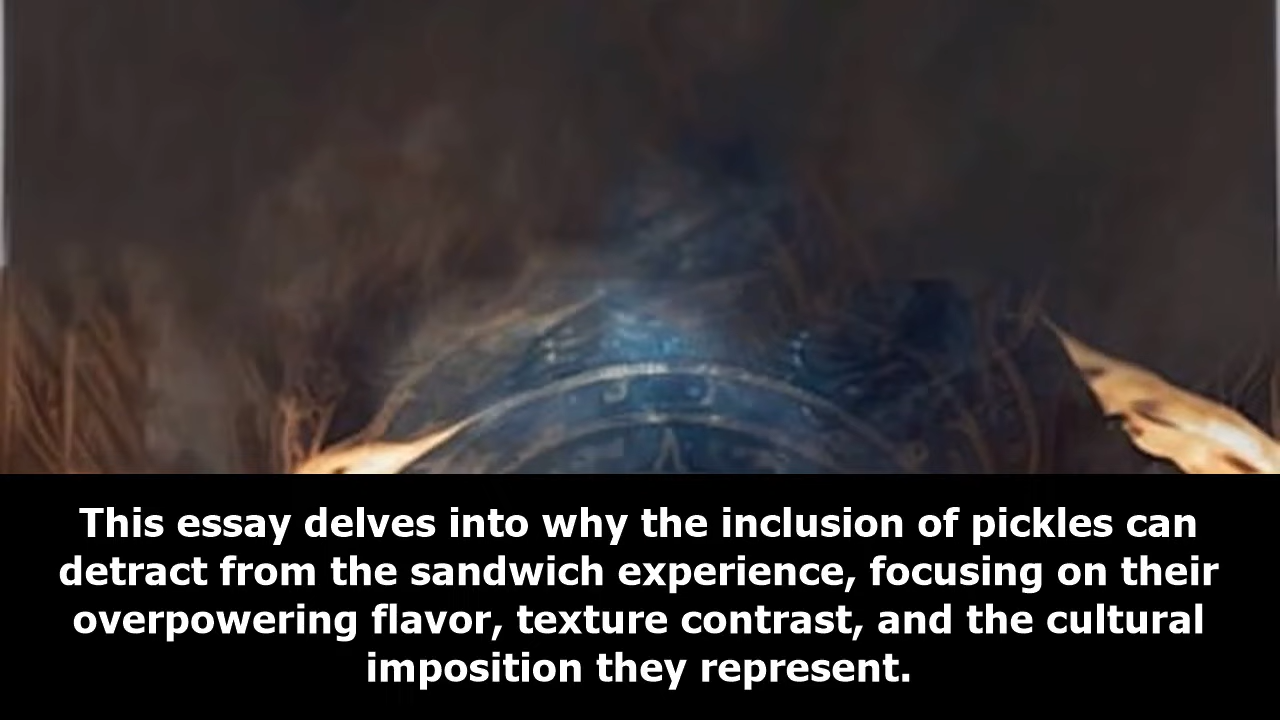 This essay delves into why the inclusion of pickles can
detract from the sandwich experience, focusing on their
overpowering flavor, texture contrast, and the cultural
imposition they represent.